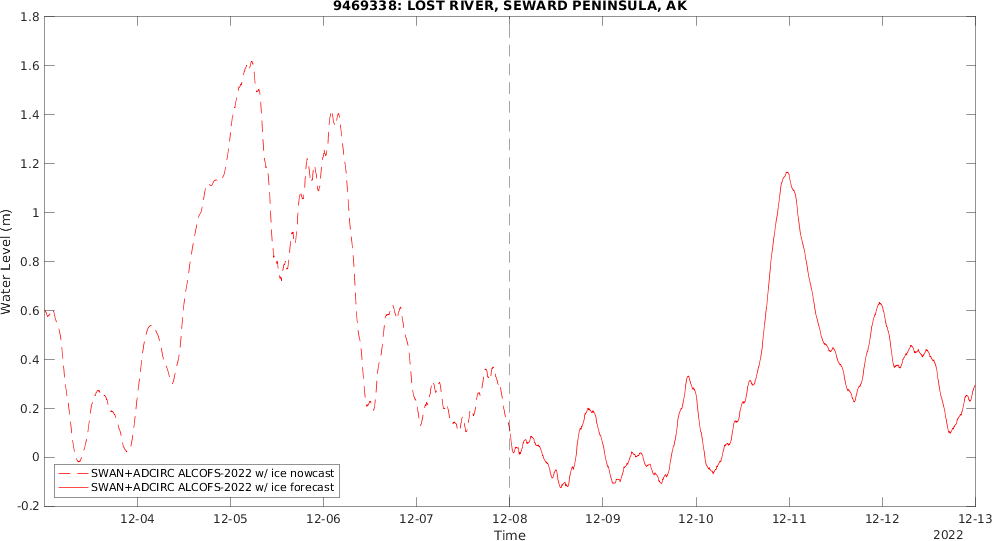 9469338: LOST RIVER, SEWARD PENINSULA, AK
1.8
1.6
1.4
1.2
1
0.8
0.6
0.4
0.2
0
-0.2
Water Level (m)
SWAN+ADCIRC ALCOFS-2022 w/ ice nowcast
SWAN+ADCIRC ALCOFS-2022 w/ ice forecast
12-04 12-05 12-06 12-07 12-08 12-09 12-10 12-11 12-12 12-13
Time
2022